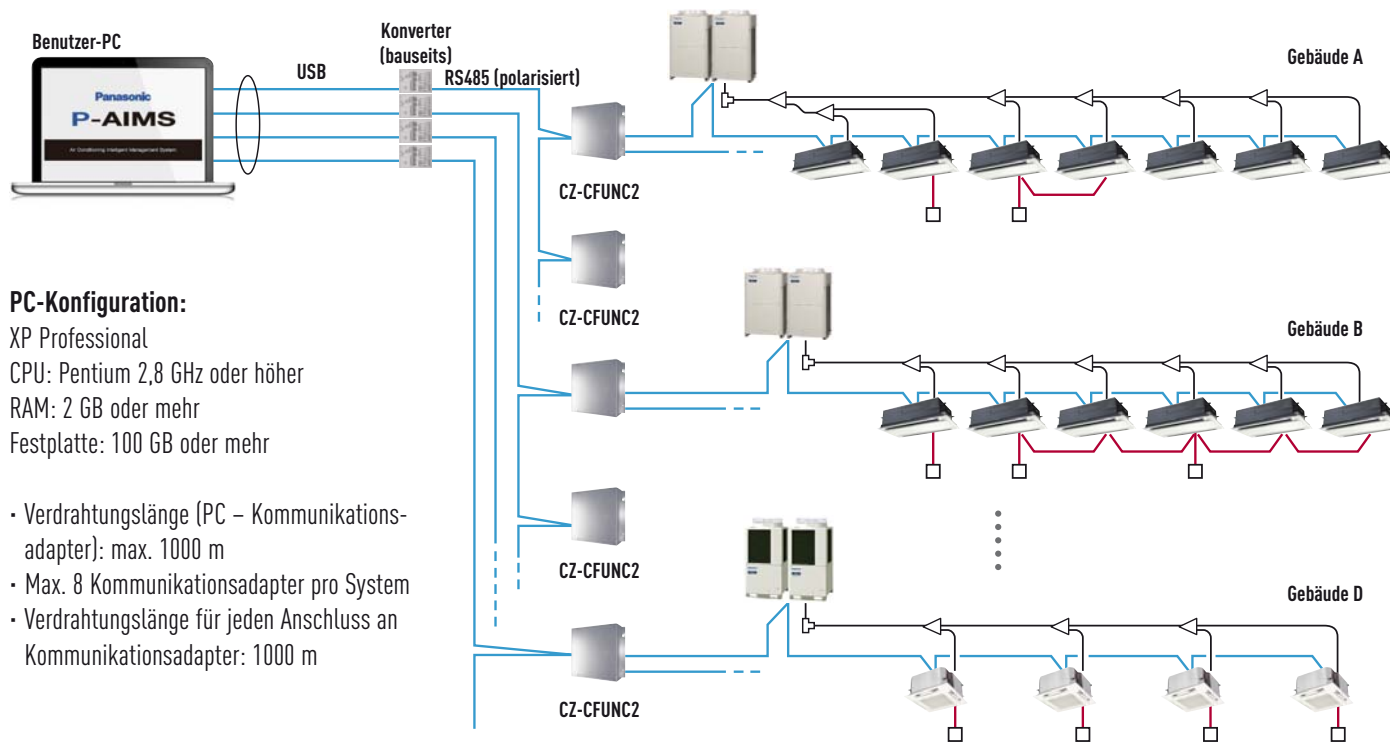 Benutzer-PC
Konverter
(bauseits)
USB
RS485 (polarisiert)
Panasonic
P-AIMS
Air Conditioning Intelligent Management System
Gebäude A
CZ-CFUNC2
CZ-CFUNC2
Gebäude B
PC-Konfiguration:
XP Professional
CPU: Pentium 2,8 GHz oder höher
RAM: 2 GB oder mehr
Festplatte: 100 GB oder mehr
· Verdrahtungslänge (PC – Kommunikations-
adapter): max. 1000 m
· Max. 8 Kommunikationsadapter pro System
· Verdrahtungslänge für jeden Anschluss an
Kommunikationsadapter: 1000 m
CZ-CFUNC2
Gebäude D
CZ-CFUNC2